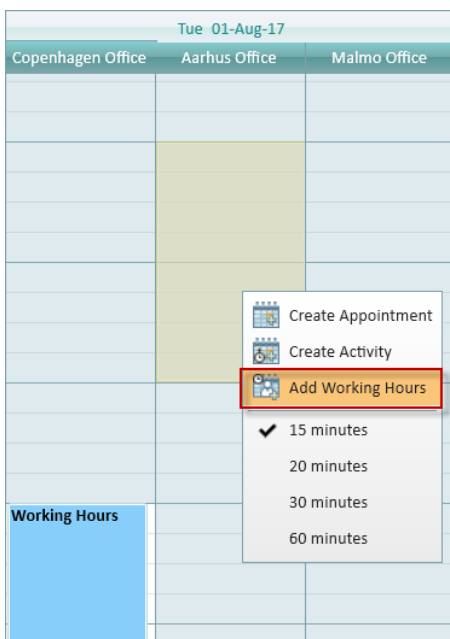 Tue 01-Aug-17
Copenhagen Office Aarhus Office Malmo Office
Create Appointment
Create Activity
Add Working Hours
15 minutes
20 minutes
30 minutes
Working Hours
60 minutes